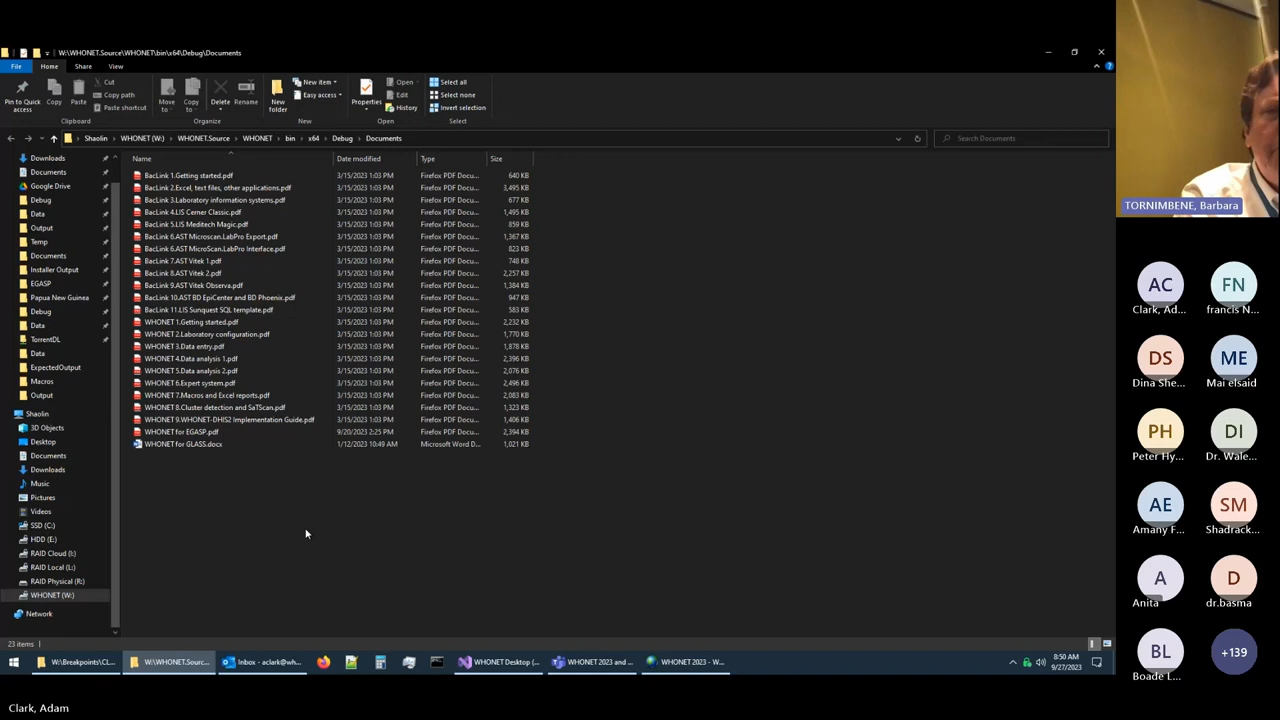 W:\WHONET.Source\WHONET\bin\x64\Debug\Documents
File Home Share View
Pin to Quick access
Copy
Paste
Cut
Copy path
Paste shortcut
Clipboard
Move to
Copy to
Delete
Rename
Organize
New folder
New item
Easy access
New
Properties
Open
Edit
History
Open
Select all
Select none
Invert selection
Select
Shaolin > WHONET (W:) > WHONET.Source > WHONET > bin > x64 > Debug > Documents
Search Documents
Downloads
Documents
Google Drive
Debug
Data
Output
Temp
Documents
Installer Output
EGASP
Papua New Guinea
Debug
Data
TorrentDL
Data
ExpectedOutput
Macros
Output
Shaolin
3D Objects
Desktop
Documents
Downloads
Music
Pictures
Videos
SSD (C:)
HDD (E:)
RAID Cloud (I:)
RAID Local (L:)
RAID Physical (R:)
WHONET (W:)
Network
Name Date modified Type Size
BacLink 1.Getting started.pdf 3/15/2023 1:03 PM Firefox PDF Docu... 640 KB
BacLink 2.Excel, text files, other applications.pdf 3/15/2023 1:03 PM Firefox PDF Docu... 3,495 KB
BacLink 3.Laboratory information systems.pdf 3/15/2023 1:03 PM Firefox PDF Docu... 677 KB
BacLink 4.LIS Cerner Classic.pdf 3/15/2023 1:03 PM Firefox PDF Docu... 1,495 KB
BacLink 5.LIS Meditech Magic.pdf 3/15/2023 1:03 PM Firefox PDF Docu... 859 KB
BacLink 6.AST Microscan.LabPro Export.pdf 3/15/2023 1:03 PM Firefox PDF Docu... 1,367 KB
BacLink 6.AST MicroScan.LabPro Interface.pdf 3/15/2023 1:03 PM Firefox PDF Docu... 823 KB
BacLink 7.AST Vitek 1.pdf 3/15/2023 1:03 PM Firefox PDF Docu... 748 KB
BacLink 8.AST Vitek 2.pdf 3/15/2023 1:03 PM Firefox PDF Docu... 2,257 KB
BacLink 9.AST Vitek Observa.pdf 3/15/2023 1:03 PM Firefox PDF Docu... 1,384 KB
BacLink 10.AST BD EpiCenter and BD Phoenix.pdf 3/15/2023 1:03 PM Firefox PDF Docu... 947 KB
BacLink 11.LIS Sunquest SQL template.pdf 3/15/2023 1:03 PM Firefox PDF Docu... 583 KB
WHONET 1.Getting started.pdf 3/15/2023 1:03 PM Firefox PDF Docu... 2,232 KB
WHONET 2.Laboratory configuration.pdf 3/15/2023 1:03 PM Firefox PDF Docu... 1,770 KB
WHONET 3.Data entry.pdf 3/15/2023 1:03 PM Firefox PDF Docu... 1,878 KB
WHONET 4.Data analysis 1.pdf 3/15/2023 1:03 PM Firefox PDF Docu... 2,396 KB
WHONET 5.Data analysis 2.pdf 3/15/2023 1:03 PM Firefox PDF Docu... 2,076 KB
WHONET 6.Expert system.pdf 3/15/2023 1:03 PM Firefox PDF Docu... 2,496 KB
WHONET 7.Macros and Excel reports.pdf 3/15/2023 1:03 PM Firefox PDF Docu... 2,083 KB
WHONET 8.Cluster detection and SaTScan.pdf 3/15/2023 1:03 PM Firefox PDF Docu... 1,323 KB
WHONET 9.WHONET-DHIS2 Implementation Guide.pdf 3/15/2023 1:03 PM Firefox PDF Docu... 1,406 KB
WHONET for EGASP.pdf 9/20/2023 2:25 PM Firefox PDF Docu... 2,394 KB
WHONET for GLASS.docx 1/12/2023 10:49 AM Microsoft Word D... 1,021 KB
23 items
W:\Breakpoints\CL...
W:\WHONET.Sourc...
Inbox - aclark@wh...
WHONET Desktop (...
WHONET 2023 and ...
WHONET 2023 - W...
8:50 AM
9/27/2023
Clark, Adam
TORNIMBENE, Barbara
AC FN
Clark, Ad... francis N...
DS ME
Dina She... Mai elsaid
PH DI
Peter Hy... Dr. Wale...
AE SM
Amany F... Shadrack...
A D
Anita dr.basma
BL +139
Boade L...